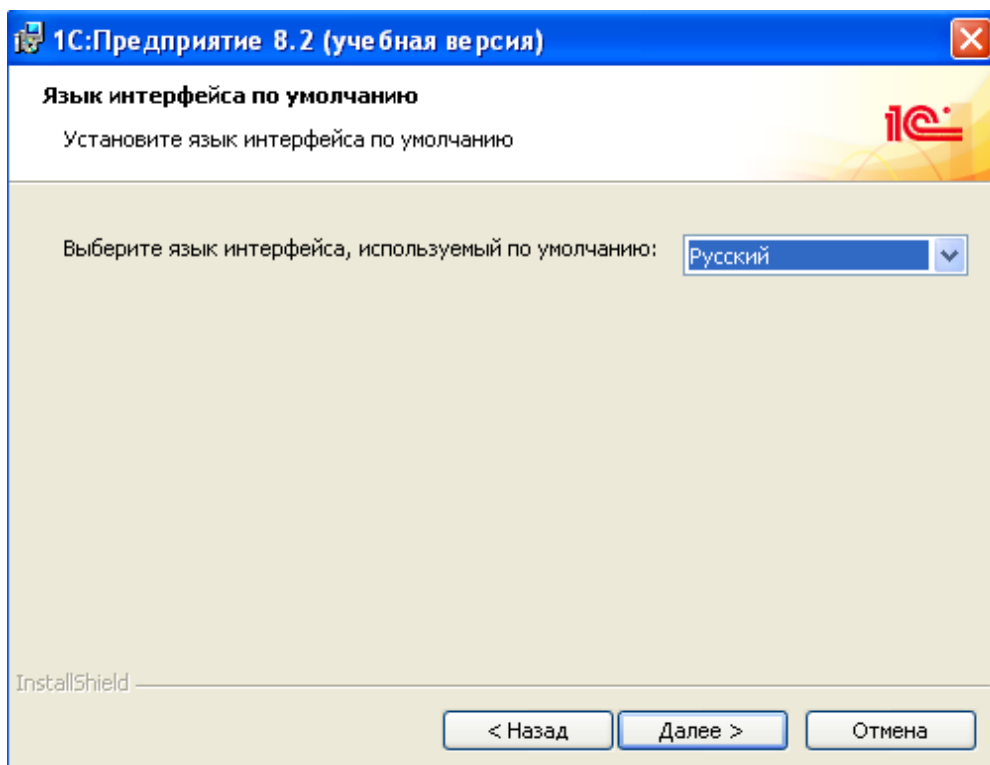 1С:Предприятие 8.2 (учебная версия)
Язык интерфейса по умолчанию
Установите язык интерфейса по умолчанию
1С
Выберите язык интерфейса, используемый по умолчанию: Русский
InstallShield
< Назад Далее > Отмена